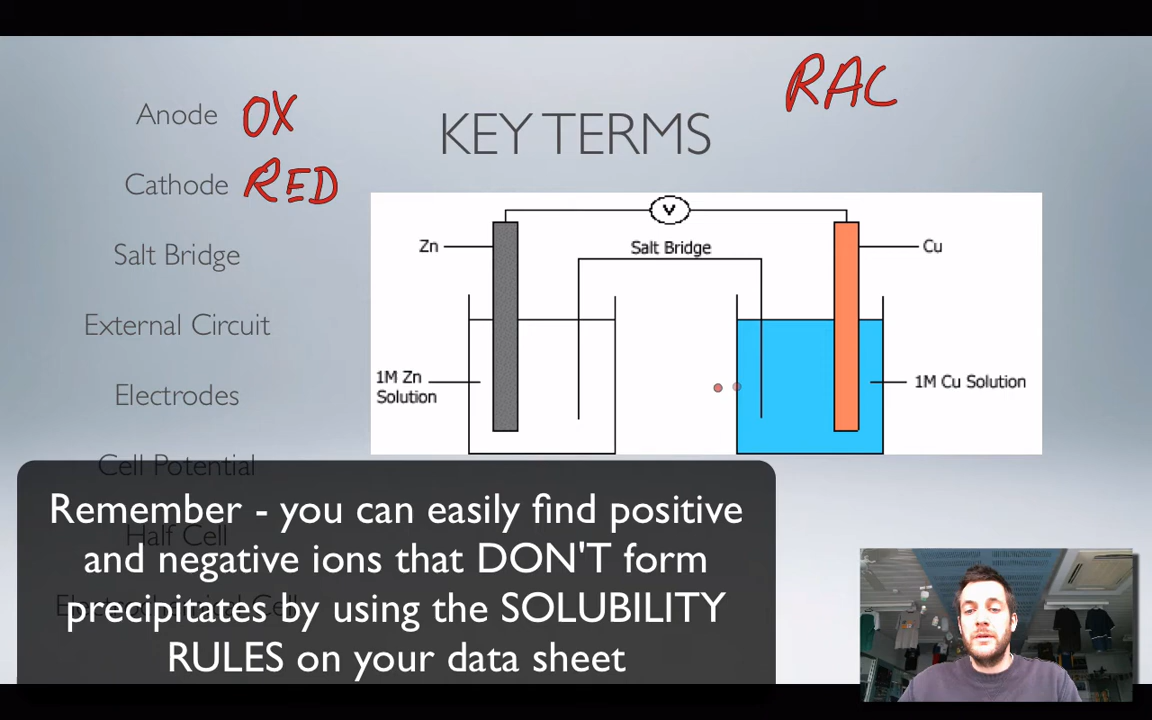 RAC
Anode OX
KEY TERMS
Cathode RED
V
Zn
Salt Bridge
Cu
Salt Bridge
External Circuit
1M Zn
Solution
1M Cu Solution
Electrodes
Cell Potential
Half Cell
Remember - you can easily find positive
and negative ions that DON'T form
precipitates by using the SOLUBILITY
RULES on your data sheet